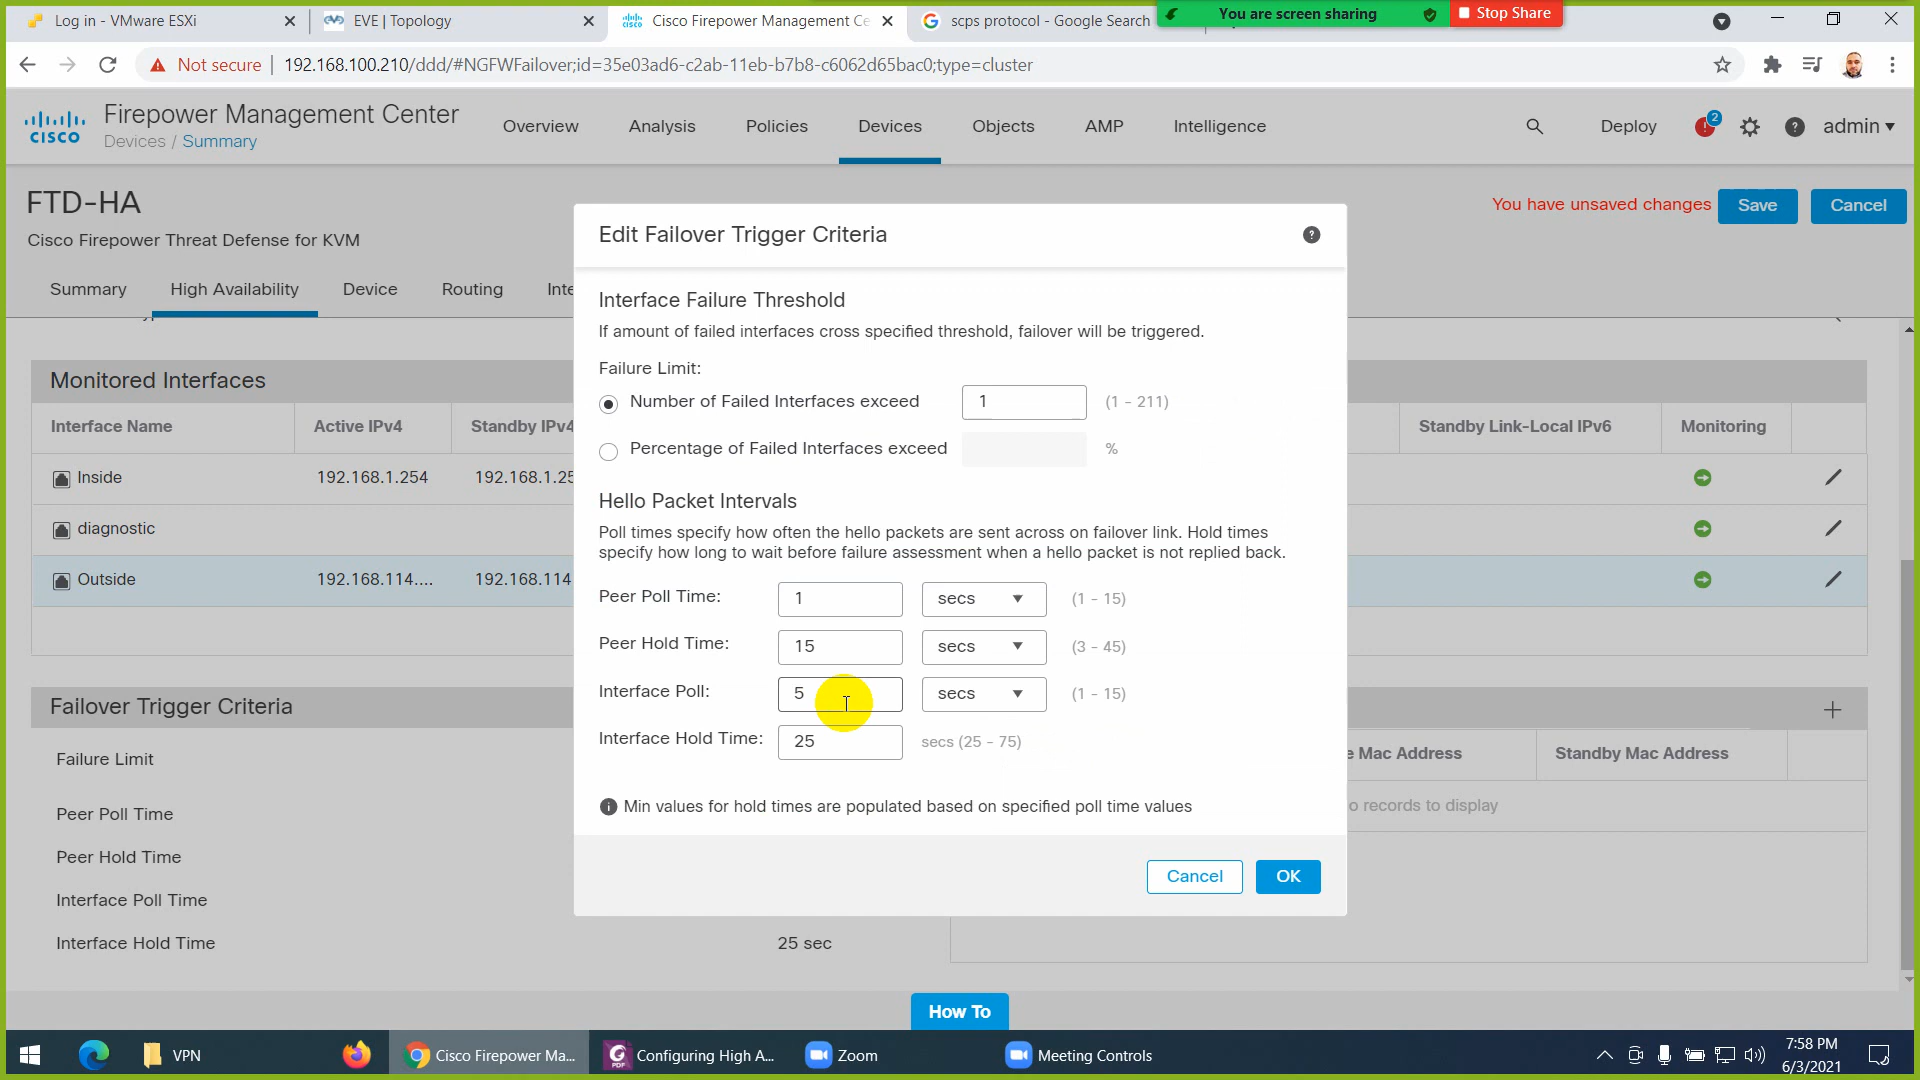 Log in - VMware ESXi
EVE | Topology
Cisco Firepower Management Ce
scps protocol - Google Search
You are screen sharing
Stop Share
Not secure
192.168.100.210/ddd/#NGFWFailover;id=35e03ad6-c2ab-11eb-b7b8-c6062d65bac0;type=cluster
CISCO
Firepower Management Center
Devices / Summary
Overview
Analysis
Policies
Devices
Objects
AMP
Intelligence
Deploy
2
admin
FTD-HA
Cisco Firepower Threat Defense for KVM
You have unsaved changes
Save
Cancel
Summary
High Availability
Device
Routing
Inte
Edit Failover Trigger Criteria
Interface Failure Threshold
If amount of failed interfaces cross specified threshold, failover will be triggered.
Failure Limit:
Number of Failed Interfaces exceed 1 (1 - 211)
Percentage of Failed Interfaces exceed %
Hello Packet Intervals
Poll times specify how often the hello packets are sent across on failover link. Hold times
specify how long to wait before failure assessment when a hello packet is not replied back.
Peer Poll Time: 1 secs (1 - 15)
Peer Hold Time: 15 secs (3 - 45)
Interface Poll: 5 secs (1 - 15)
Interface Hold Time: 25 secs (25 - 75)
Min values for hold times are populated based on specified poll time values
Cancel
OK
Monitored Interfaces
Interface Name
Active IPv4
Standby IPv4
Standby Link-Local IPv6
Monitoring
Inside 192.168.1.254 192.168.1.25
diagnostic
Outside 192.168.114.... 192.168.114
Failover Trigger Criteria
Failure Limit
Peer Poll Time
Peer Hold Time
Interface Poll Time
Interface Hold Time 25 sec
e Mac Address
Standby Mac Address
o records to display
How To
VPN
Cisco Firepower Ma...
Configuring High A...
Zoom
Meeting Controls
7:58 PM
6/3/2021